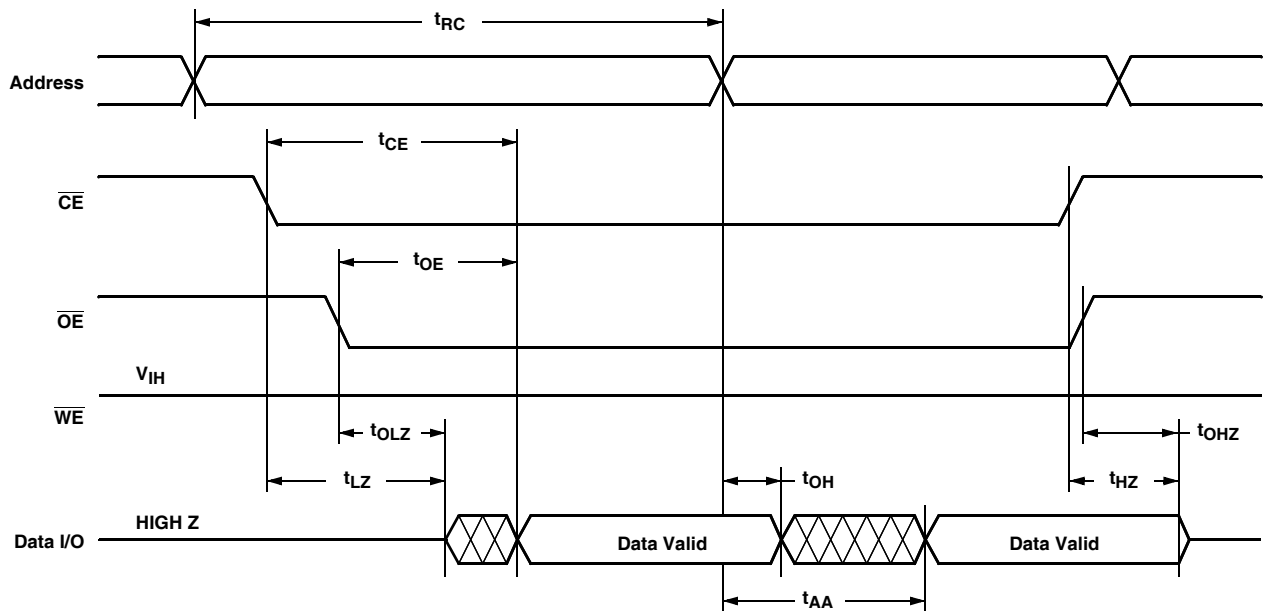 tRC
Address
tCE
CE
tOE
OE
VIH
WE
tOLZ
tOHZ
tLZ
tOH
tHZ
HIGH Z
Data I/O
Data Valid
Data Valid
tAA